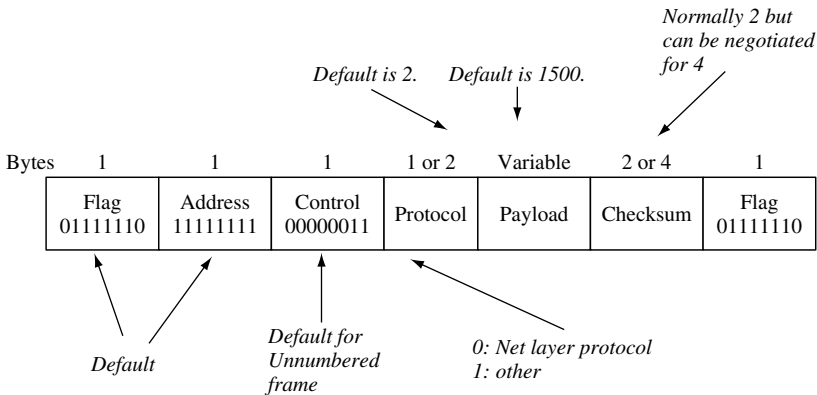 Normally 2 but
can be negotiated
for 4
Default is 2. Default is 1500.
Bytes 1 1 1 1 or 2 Variable 2 or 4 1
Flag
01111110
Address
11111111
Control
00000011
Protocol
Payload
Checksum
Flag
01111110
Default
Default for
Unnumbered
frame
0: Net layer protocol
1: other